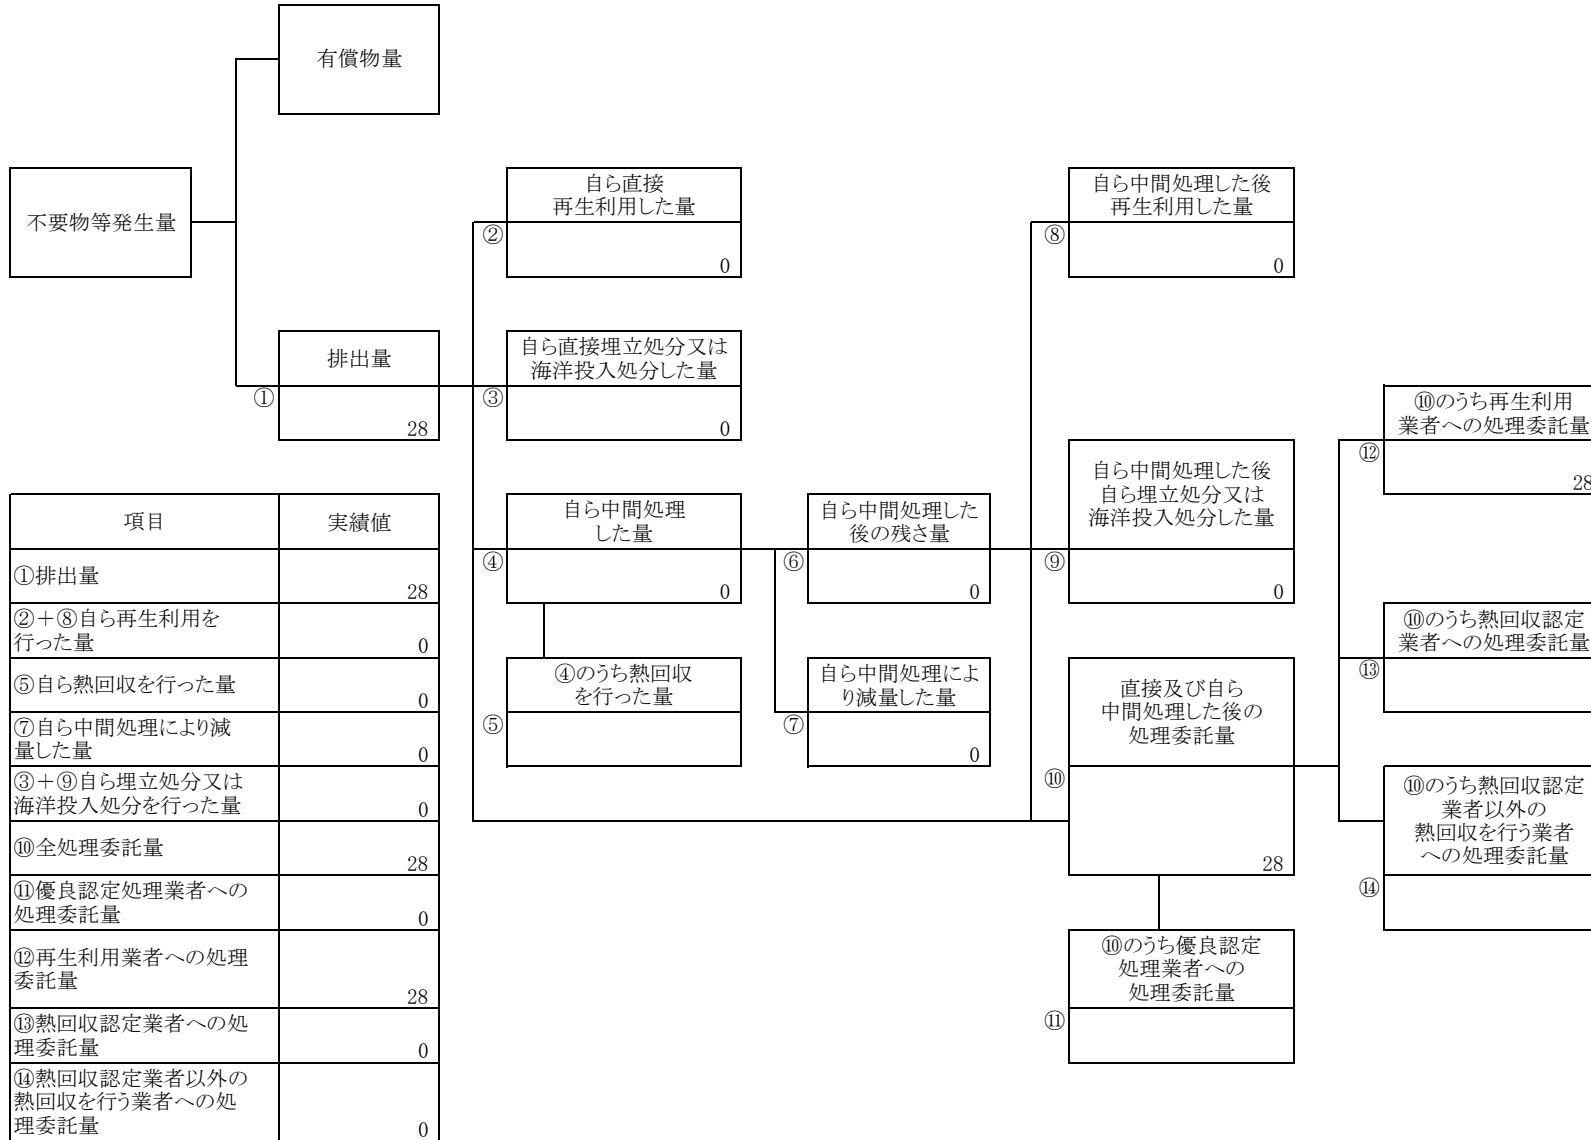 有償物量
不要物等発生量
自ら直接
再生利用した量
②
0
自ら中間処理した後
再生利用した量
⑧
0
排出量
①
28
自ら直接埋立処分又は
海洋投入処分した量
③
0
⑩のうち再生利用
業者への処理委託量
⑫
28
自ら中間処理
した量
④
0
自ら中間処理した
後の残さ量
⑥
0
自ら中間処理した後
自ら埋立処分又は
海洋投入処分した量
⑨
0
⑩のうち熱回収認定
業者への処理委託量
⑬
④のうち熱回収
を行った量
⑤
自ら中間処理によ
り減量した量
⑦
0
直接及び自ら
中間処理した後の
処理委託量
⑩
28
⑩のうち熱回収認定
業者以外の
熱回収を行う業者
への処理委託量
⑭
⑩のうち優良認定
処理業者への
処理委託量
⑪
項目 実績値
①排出量 28
②+⑧自ら再生利用を
行った量 0
⑤自ら熱回収を行った量 0
⑦自ら中間処理により減
量した量 0
③+⑨自ら埋立処分又は
海洋投入処分を行った量 0
⑩全処理委託量 28
⑪優良認定処理業者への
処理委託量 0
⑫再生利用業者への処理
委託量 28
⑬熱回収認定業者への処
理委託量 0
⑭熱回収認定業者以外の
熱回収を行う業者への処
理委託量 0